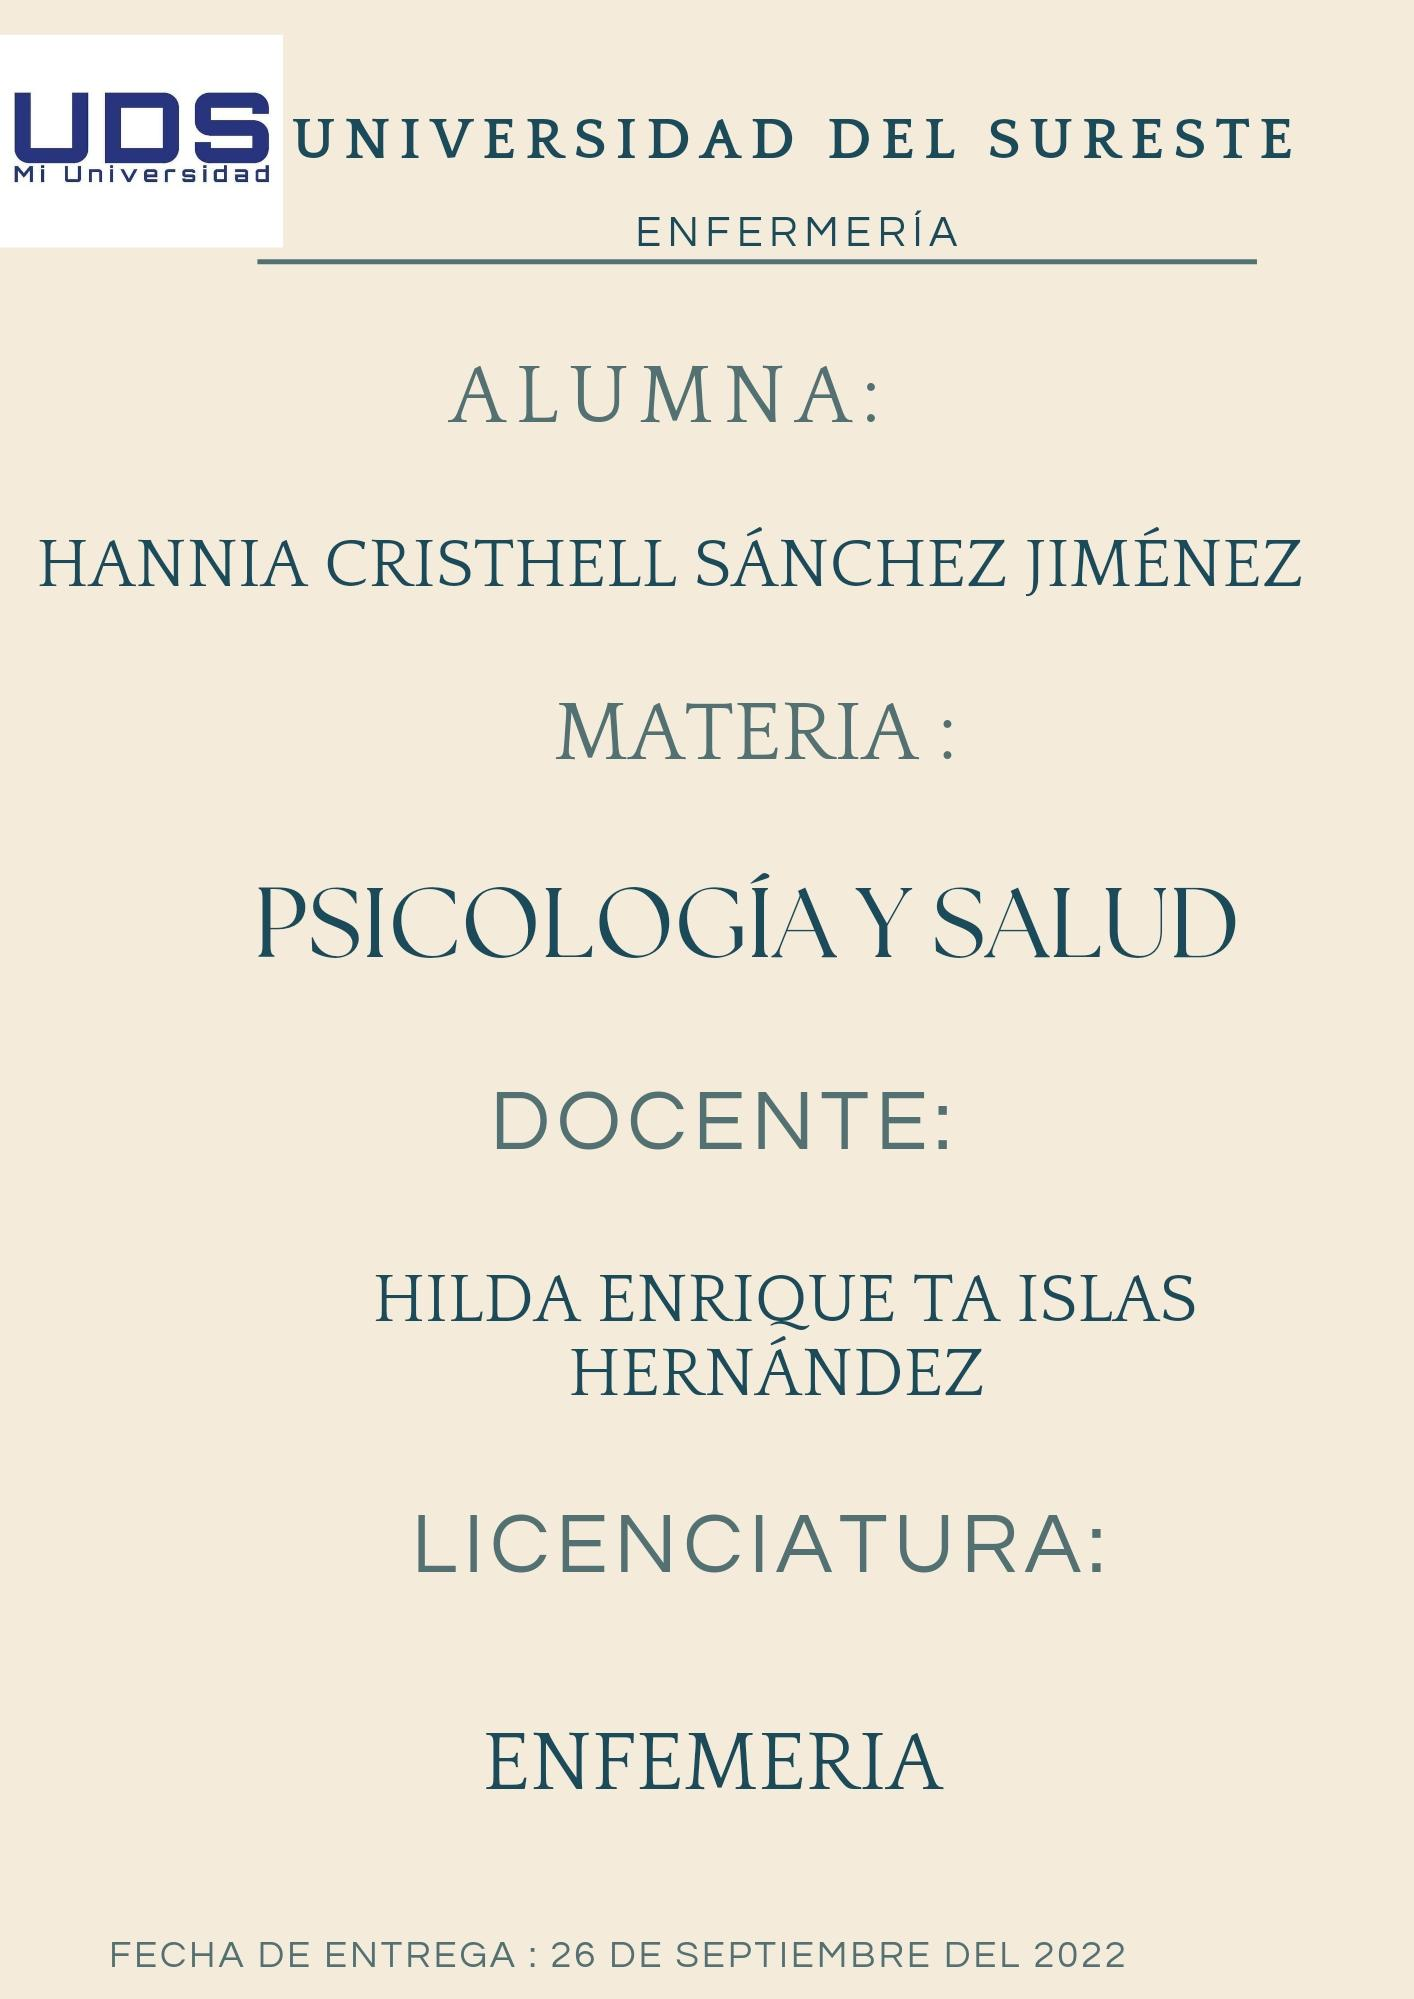 UDS
Mi Universidad
UNIVERSIDAD DEL SURESTE
ENFERMERÍA
ALUMNA:
HANNIA CRISTHELL SÁNCHEZ JIMÉNEZ
MATERIA :
PSICOLOGÍA Y SALUD
DOCENTE:
HILDA ENRIQUE TA ISLAS
HERNÁNDEZ
LICENCIATURA:
ENFEMERIA
FECHA DE ENTREGA : 26 DE SEPTIEMBRE DEL 2022